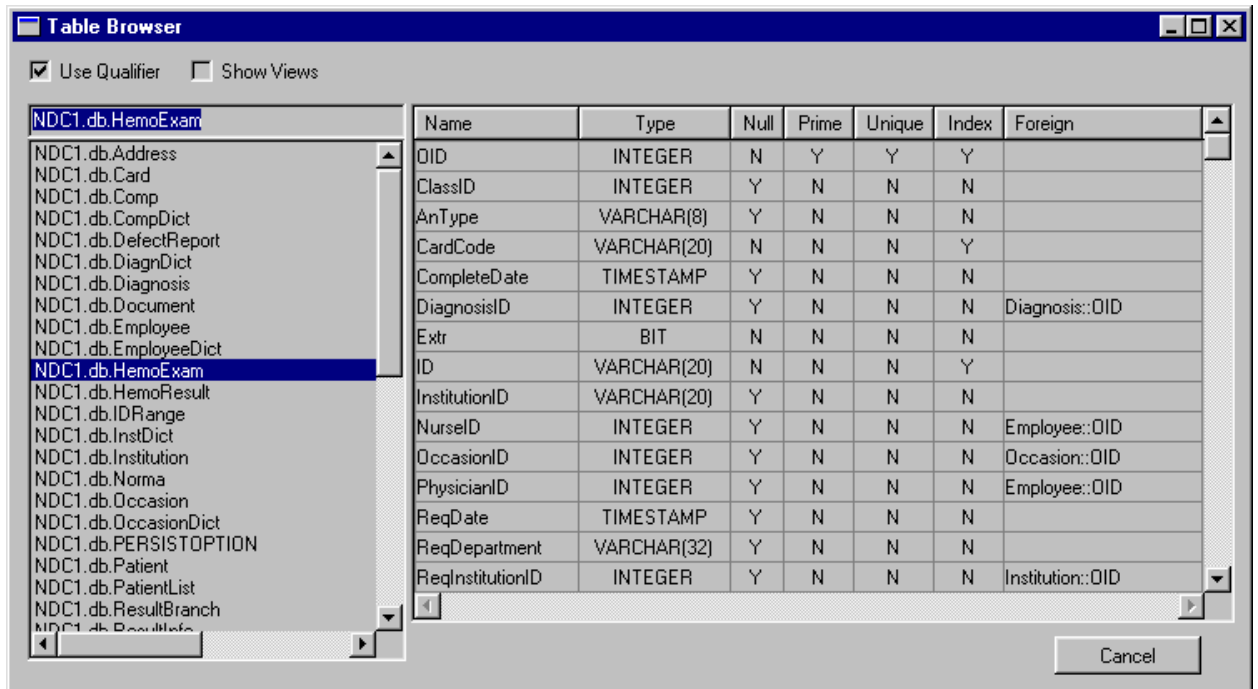 Table Browser
Use Qualifier Show Views
NDC1.db.HemoExam
NDC1.db.Address
NDC1.db.Card
NDC1.db.Comp
NDC1.db.CompDict
NDC1.db.DefectReport
NDC1.db.DiagnDict
NDC1.db.Diagnosis
NDC1.db.Document
NDC1.db.Employee
NDC1.db.EmployeeDict
NDC1.db.HemoExam
NDC1.db.HemoResult
NDC1.db.IDRange
NDC1.db.InstDict
NDC1.db.Institution
NDC1.db.Norma
NDC1.db.Occasion
NDC1.db.OccasionDict
NDC1.db.PERSISTOPTION
NDC1.db.Patient
NDC1.db.PatientList
NDC1.db.ResultBranch
NDC1.db.ResultInfo
Name Type Null Prime Unique Index Foreign
OID INTEGER N Y Y Y
ClassID INTEGER Y N N N
AnType VARCHAR(8) Y N N N
CardCode VARCHAR(20) N N N Y
CompleteDate TIMESTAMP Y N N N
DiagnosisID INTEGER Y N N N Diagnosis::OID
Extr BIT N N N N
ID VARCHAR(20) N N N Y
InstitutionID VARCHAR(20) Y N N N
NurseID INTEGER Y N N N Employee::OID
OccasionID INTEGER Y N N N Occasion::OID
PhysicianID INTEGER Y N N N Employee::OID
ReqDate TIMESTAMP Y N N N
ReqDepartment VARCHAR(32) Y N N N
ReqInstitutionID INTEGER Y N N N Institution::OID
Cancel